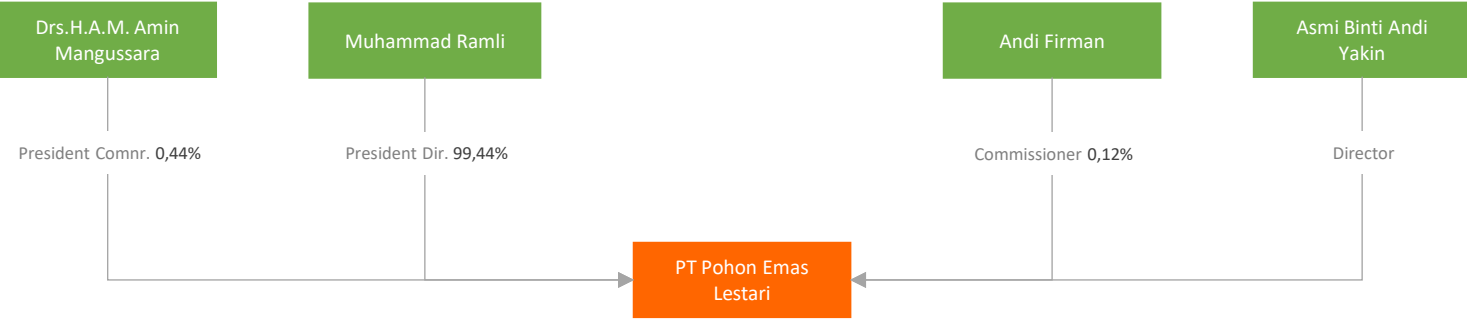 Drs.H.A.M. Amin
Mangussara
Muhammad Ramli
Andi Firman
Asmi Binti Andi
Yakin
President Comnr. 0,44%
President Dir. 99,44%
Commissioner 0,12%
Director
PT Pohon Emas
Lestari